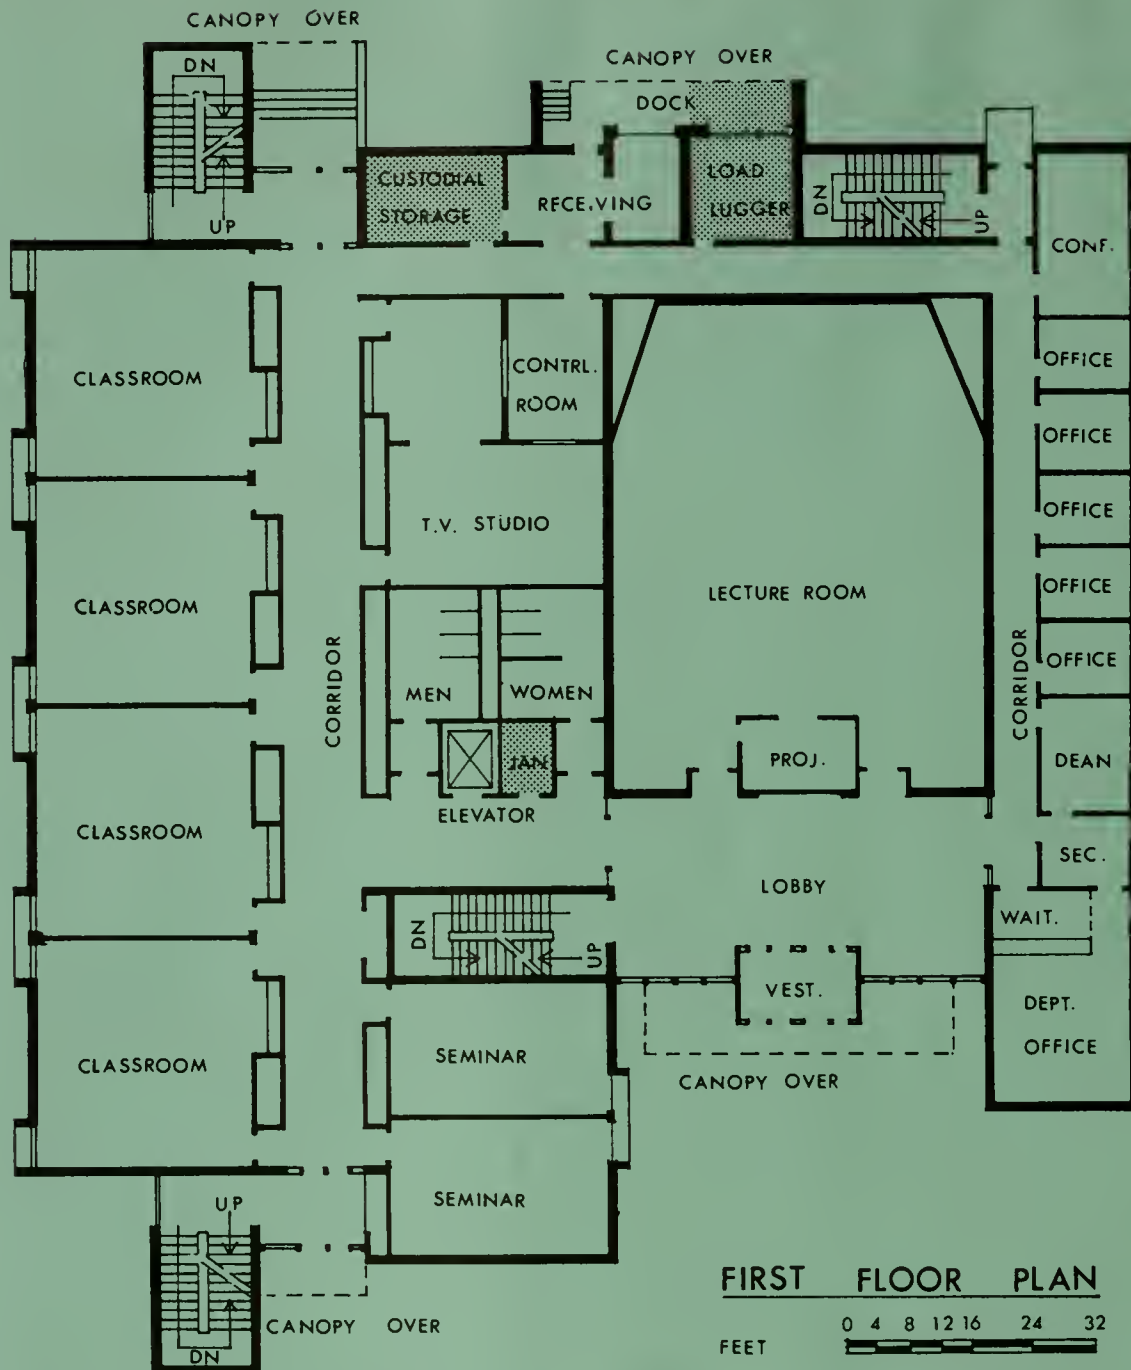 CANOPY OVER
DN
UP
CANOPY OVER
DOCK
CUSTODIAL
STORAGE
RECEIVING
LOAD
LUGGER
DN
UP
CONF.
CLASSROOM
CONTRL.
ROOM
OFFICE
OFFICE
T.V. STUDIO
OFFICE
CLASSROOM
LECTURE ROOM
OFFICE
CORRIDOR
MEN
WOMEN
CORRIDOR
OFFICE
JAN
PROJ.
DEAN
CLASSROOM
ELEVATOR
SEC.
LOBBY
DN
UP
WAIT.
VEST.
DEPT.
OFFICE
CLASSROOM
SEMINAR
CANOPY OVER
SEMINAR
UP
DN
CANOPY OVER
FIRST FLOOR PLAN
0 4 8 12 16 24 32
FEET